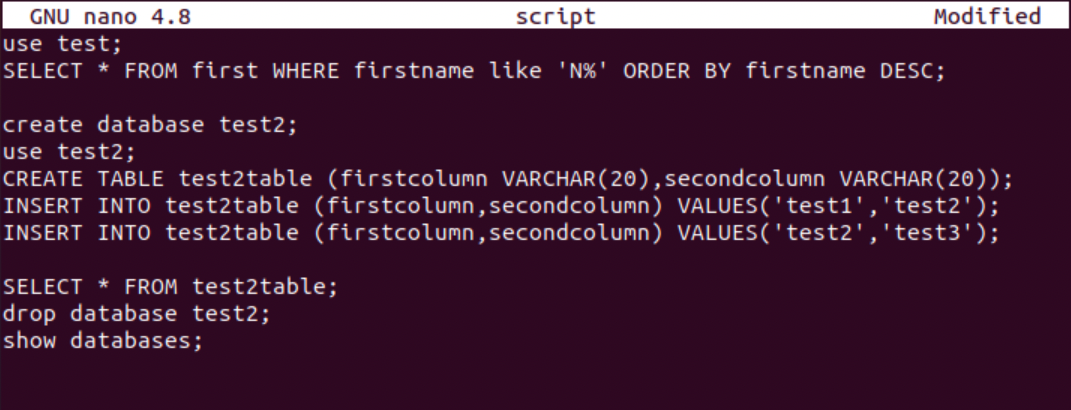 GNU nano 4.8 script Modified
use test;
SELECT * FROM first WHERE firstname like 'N%' ORDER BY firstname DESC;
create database test2;
use test2;
CREATE TABLE test2table (firstcolumn VARCHAR(20),secondcolumn VARCHAR(20));
INSERT INTO test2table (firstcolumn,secondcolumn) VALUES('test1','test2');
INSERT INTO test2table (firstcolumn,secondcolumn) VALUES('test2','test3');
SELECT * FROM test2table;
drop database test2;
show databases;